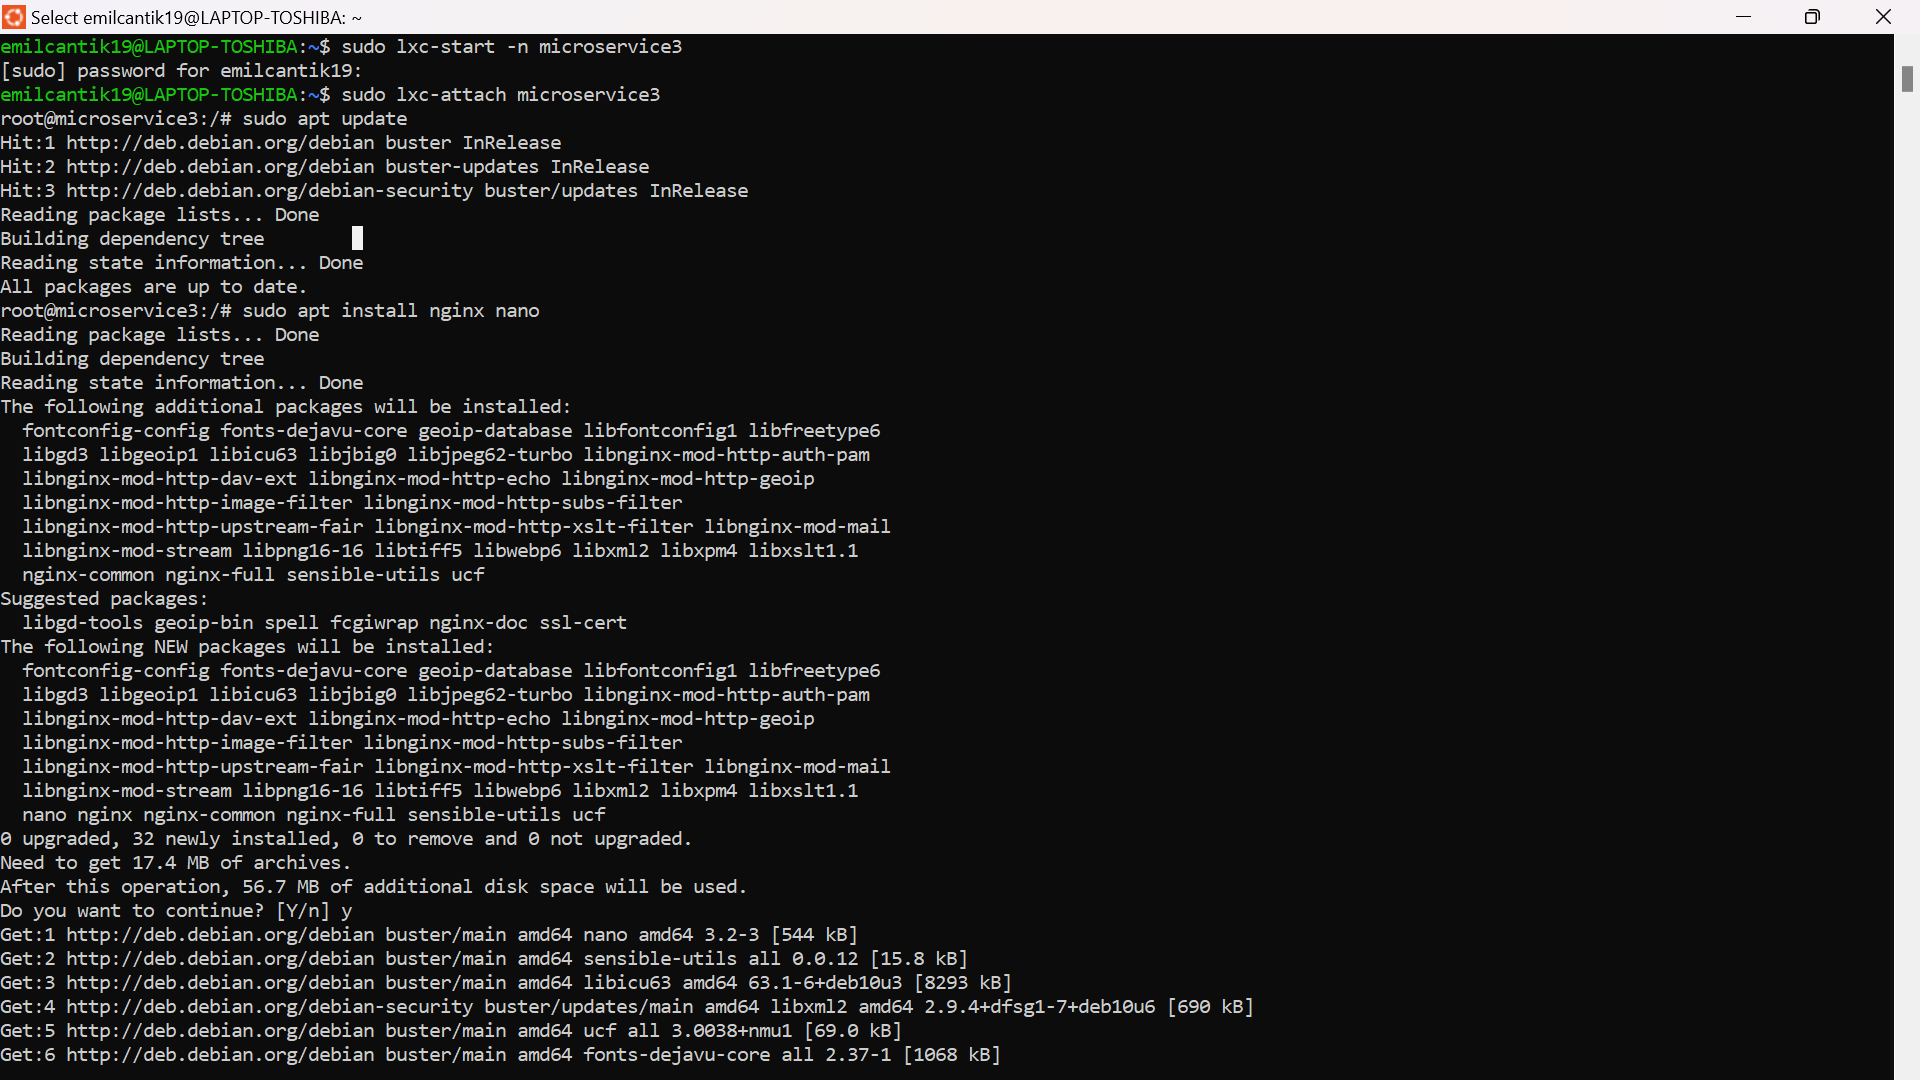 Select emilcantik19@LAPTOP-TOSHIBA: ~
emilcantik19@LAPTOP-TOSHIBA:~$ sudo lxc-start -n microservice3
[sudo] password for emilcantik19:
emilcantik19@LAPTOP-TOSHIBA:~$ sudo lxc-attach microservice3
root@microservice3:/# sudo apt update
Hit:1 http://deb.debian.org/debian buster InRelease
Hit:2 http://deb.debian.org/debian buster-updates InRelease
Hit:3 http://deb.debian.org/debian-security buster/updates InRelease
Reading package lists... Done
Building dependency tree
Reading state information... Done
All packages are up to date.
root@microservice3:/# sudo apt install nginx nano
Reading package lists... Done
Building dependency tree
Reading state information... Done
The following additional packages will be installed:
  fontconfig-config fonts-dejavu-core geoip-database libfontconfig1 libfreetype6
  libgd3 libgeoip1 libicu63 libjbig0 libjpeg62-turbo libnginx-mod-http-auth-pam
  libnginx-mod-http-dav-ext libnginx-mod-http-echo libnginx-mod-http-geoip
  libnginx-mod-http-image-filter libnginx-mod-http-subs-filter
  libnginx-mod-http-upstream-fair libnginx-mod-http-xslt-filter libnginx-mod-mail
  libnginx-mod-stream libpng16-16 libtiff5 libwebp6 libxml2 libxpm4 libxslt1.1
  nginx-common nginx-full sensible-utils ucf
Suggested packages:
  libgd-tools geoip-bin spell fcgiwrap nginx-doc ssl-cert
The following NEW packages will be installed:
  fontconfig-config fonts-dejavu-core geoip-database libfontconfig1 libfreetype6
  libgd3 libgeoip1 libicu63 libjbig0 libjpeg62-turbo libnginx-mod-http-auth-pam
  libnginx-mod-http-dav-ext libnginx-mod-http-echo libnginx-mod-http-geoip
  libnginx-mod-http-image-filter libnginx-mod-http-subs-filter
  libnginx-mod-http-upstream-fair libnginx-mod-http-xslt-filter libnginx-mod-mail
  libnginx-mod-stream libpng16-16 libtiff5 libwebp6 libxml2 libxpm4 libxslt1.1
  nano nginx nginx-common nginx-full sensible-utils ucf
0 upgraded, 32 newly installed, 0 to remove and 0 not upgraded.
Need to get 17.4 MB of archives.
After this operation, 56.7 MB of additional disk space will be used.
Do you want to continue? [Y/n] y
Get:1 http://deb.debian.org/debian buster/main amd64 nano amd64 3.2-3 [544 kB]
Get:2 http://deb.debian.org/debian buster/main amd64 sensible-utils all 0.0.12 [15.8 kB]
Get:3 http://deb.debian.org/debian buster/main amd64 libicu63 amd64 63.1-6+deb10u3 [8293 kB]
Get:4 http://deb.debian.org/debian-security buster/updates/main amd64 libxml2 amd64 2.9.4+dfsg1-7+deb10u6 [690 kB]
Get:5 http://deb.debian.org/debian buster/main amd64 ucf all 3.0038+nmu1 [69.0 kB]
Get:6 http://deb.debian.org/debian buster/main amd64 fonts-dejavu-core all 2.37-1 [1068 kB]